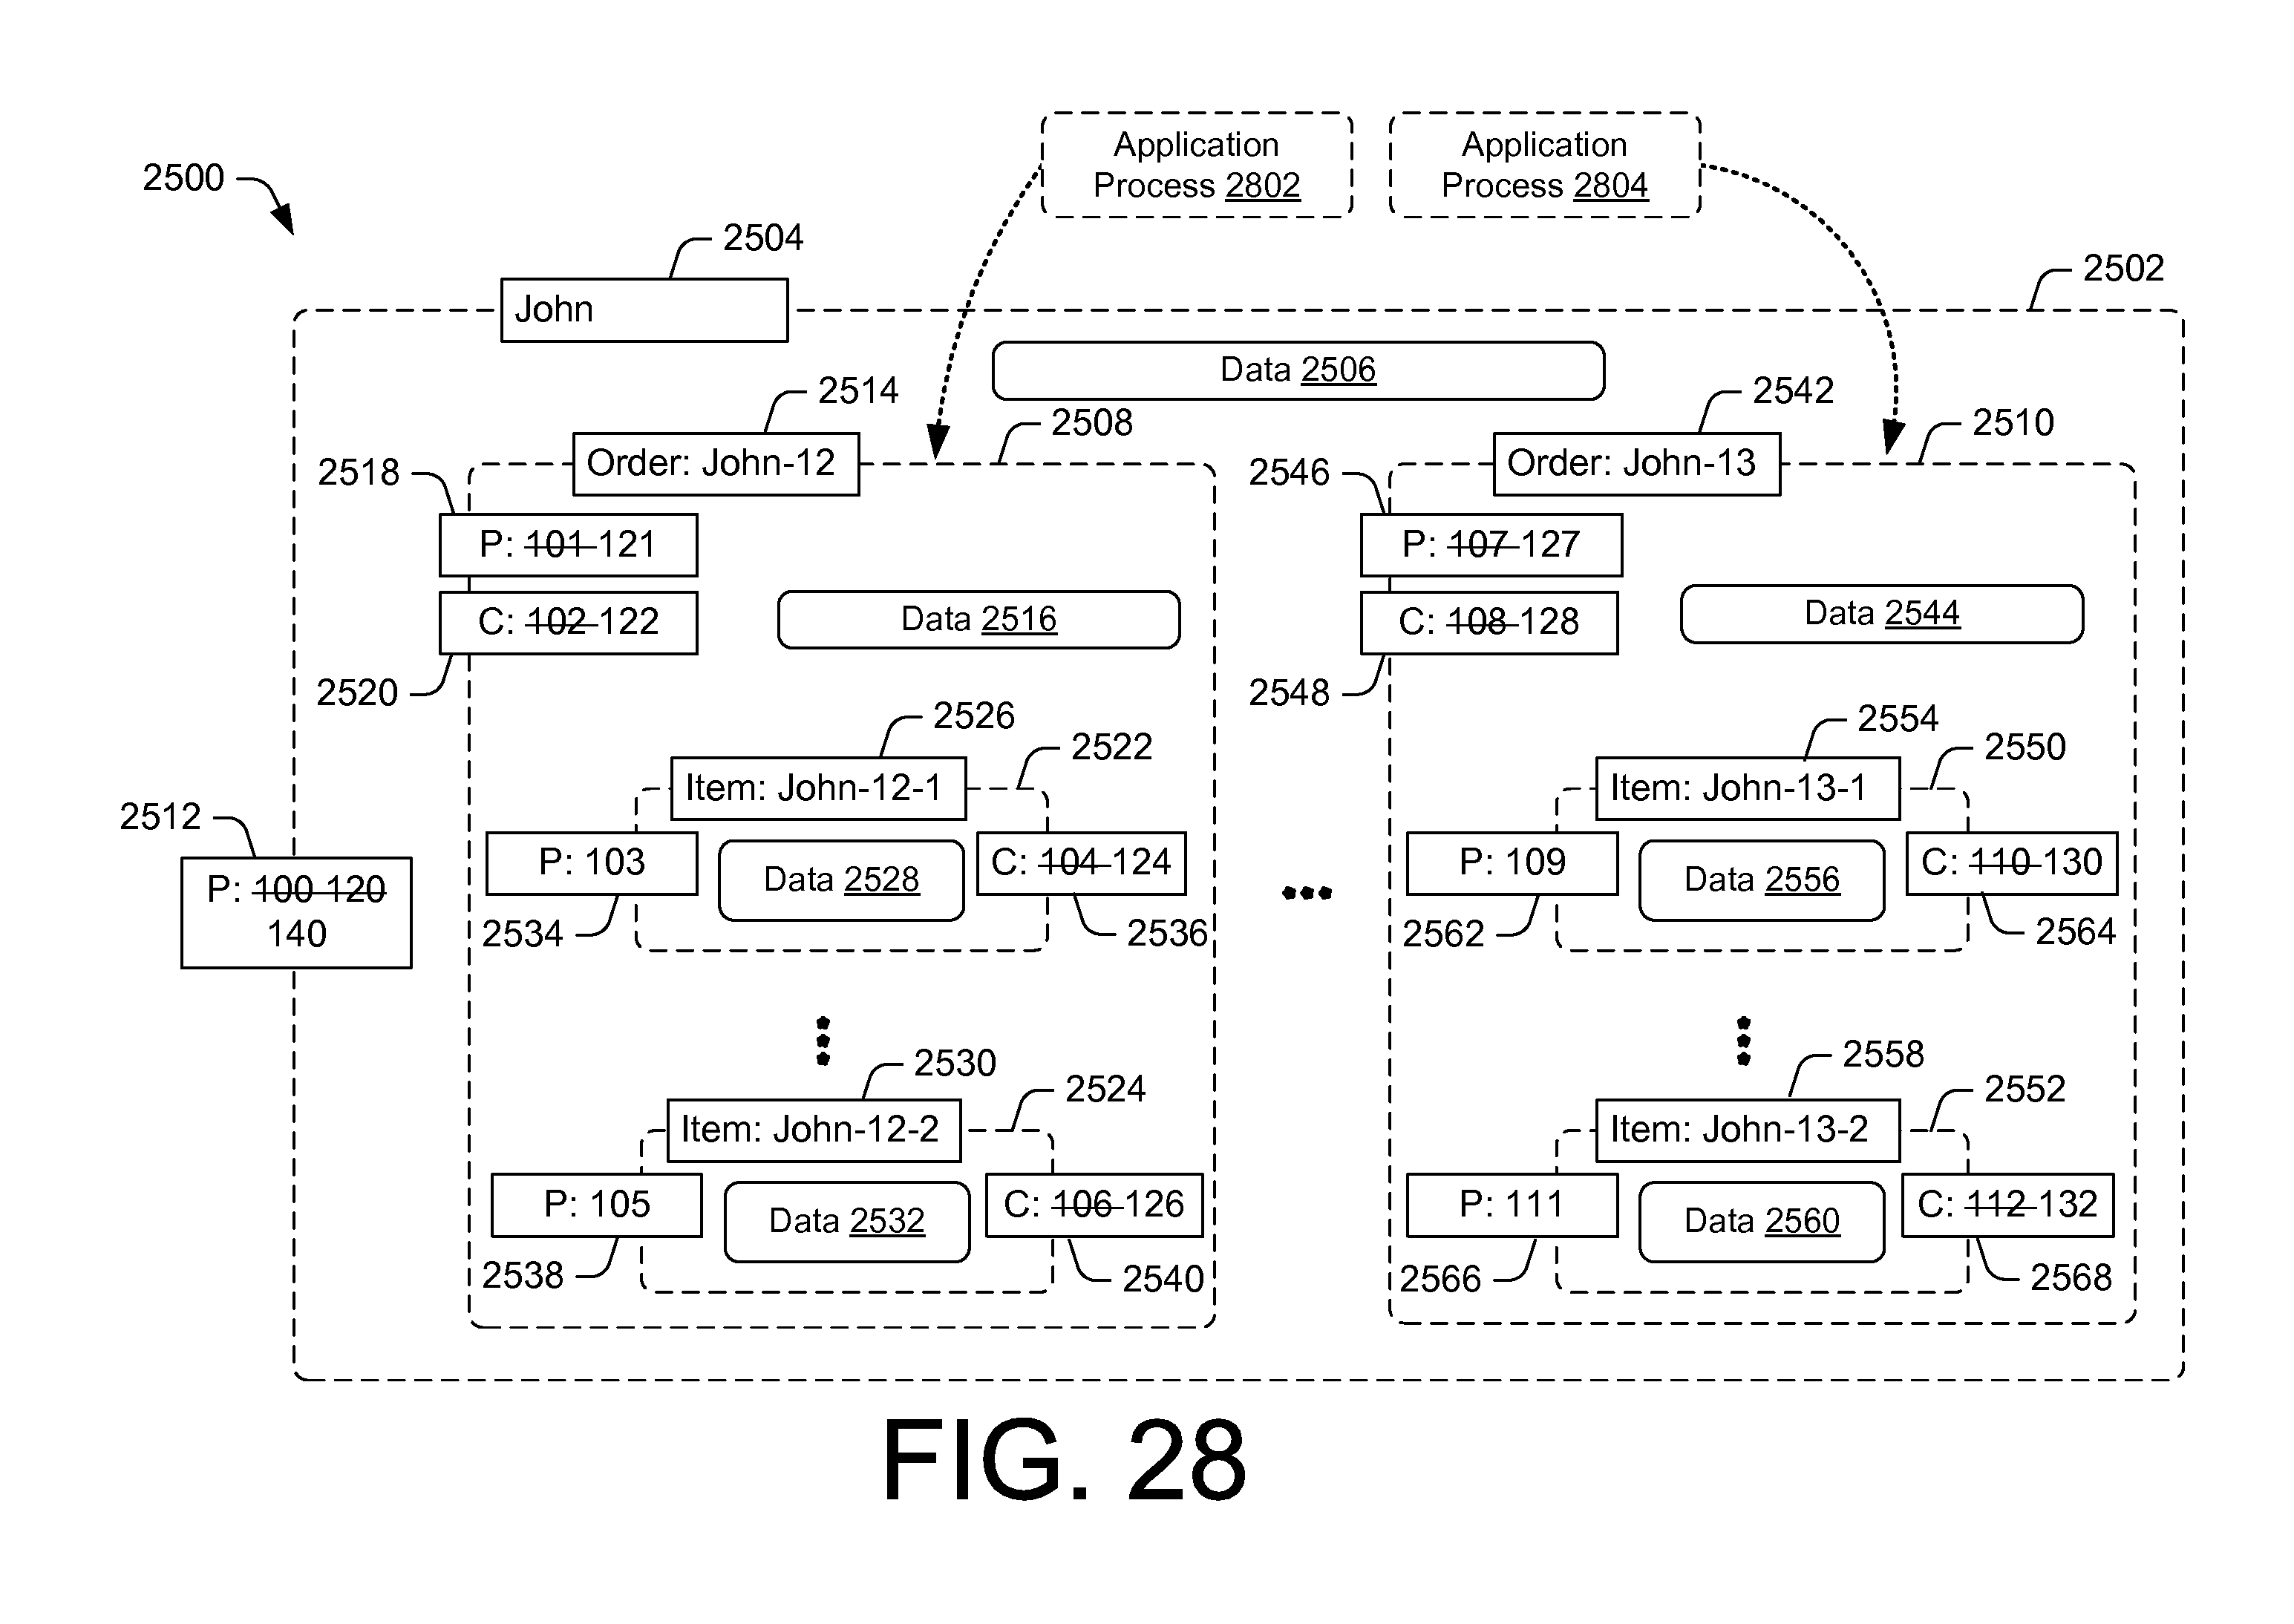 Application
Process 2802
Application
Process 2804
2500
2504
2502
John
Data 2506
2514
2508
2542
2510
Order: John-12
Order: John-13
2518
2546
P: 101 121
P: 107 127
C: 102 122
Data 2516
C: 108 128
Data 2544
2520
2548
2526
2522
2554
2550
Item: John-12-1
Item: John-13-1
2512
P: 103
Data 2528
C: 104 124
P: 109
Data 2556
C: 110 130
P: 100 120
140
2534
2536
2562
2564
2530
2524
2558
2552
Item: John-12-2
Item: John-13-2
P: 105
Data 2532
C: 106 126
P: 111
Data 2560
C: 112 132
2538
2540
2566
2568
FIG. 28